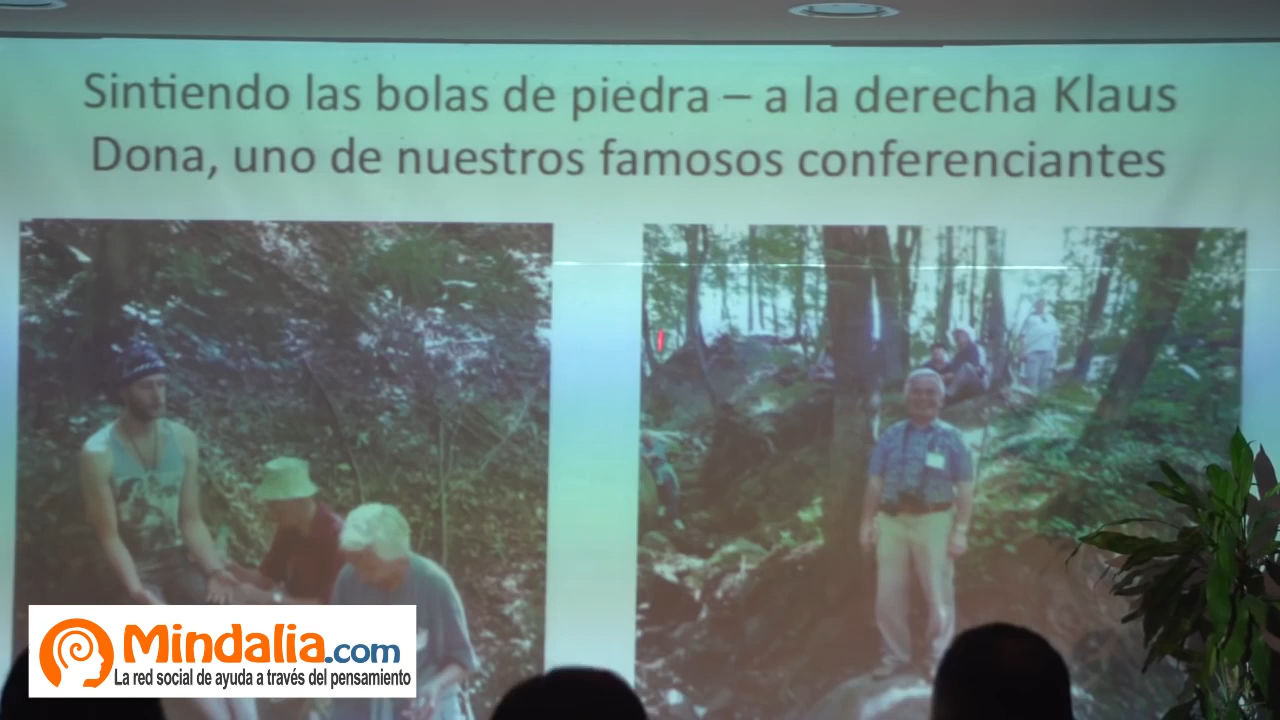 Sintiendo las bolas de piedra – a la derecha Klaus
Dona, uno de nuestros famosos conferenciantes
Mindalia.com
La red social de ayuda a través del pensamiento